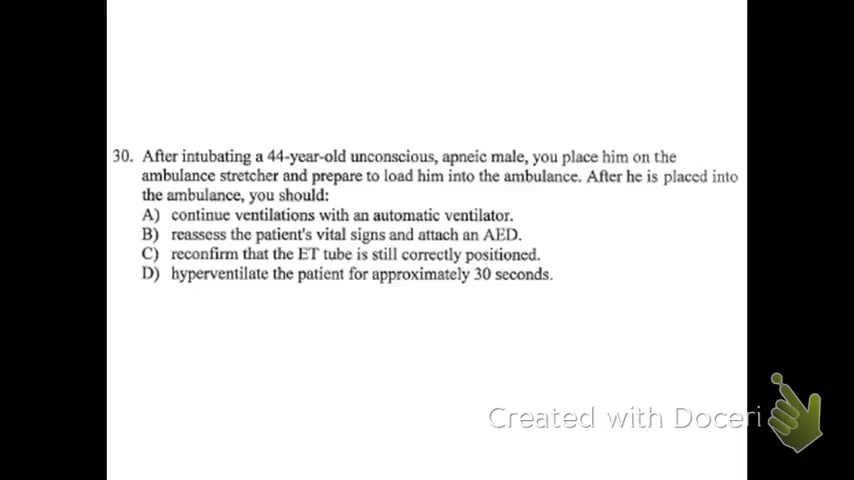 30. After intubating a 44-year-old unconscious, apneic male, you place him on the
ambulance stretcher and prepare to load him into the ambulance. After he is placed into
the ambulance, you should:
A) continue ventilations with an automatic ventilator.
B) reassess the patient's vital signs and attach an AED.
C) reconfirm that the ET tube is still correctly positioned.
D) hyperventilate the patient for approximately 30 seconds.
Created with Doceri